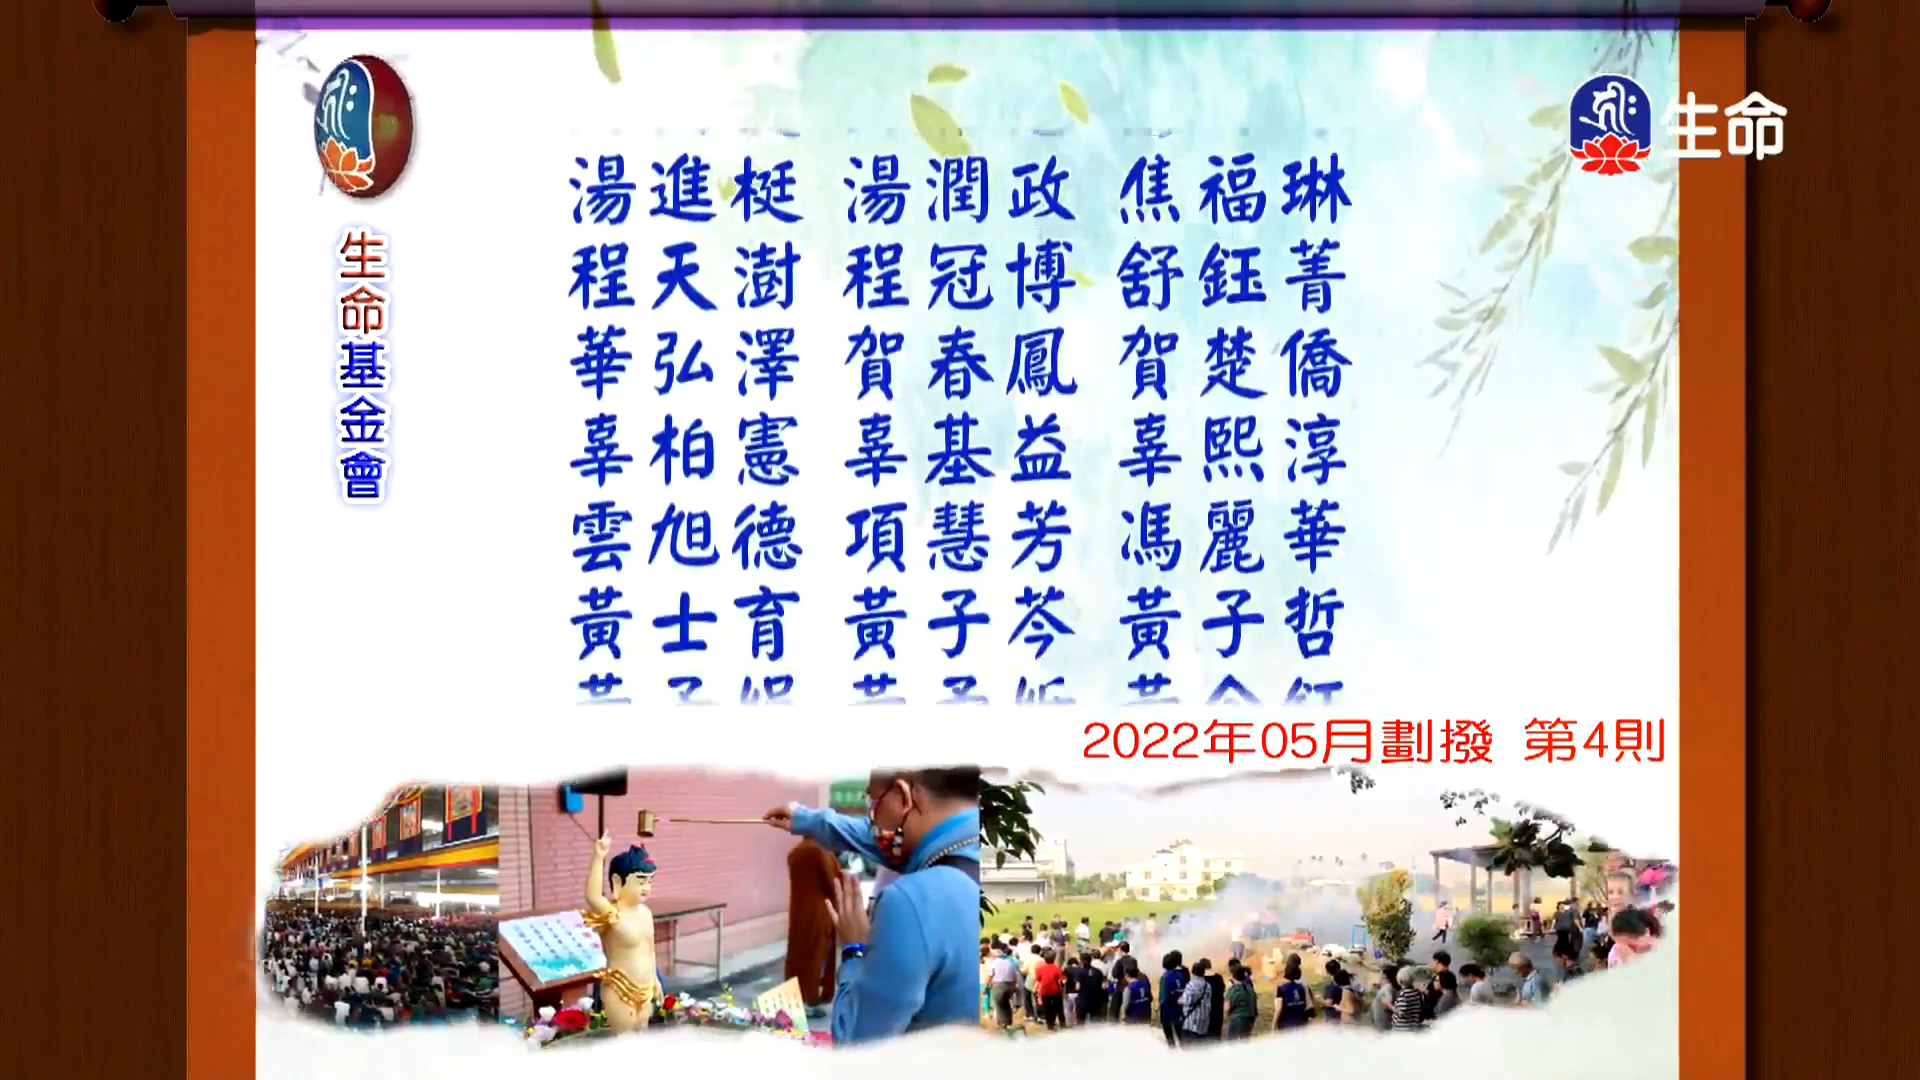 生命
生命基金會
湯進梃 湯潤政 焦福琳
程天澍 程冠博 舒鈺菁
華弘澤 賀春鳳 賀楚僑
辜柏憲 辜基益 辜熙淳
雲旭德 項慧芳 馮麗華
黃士育 黃子芩 黃子哲
2022年05月劃撥 第4則